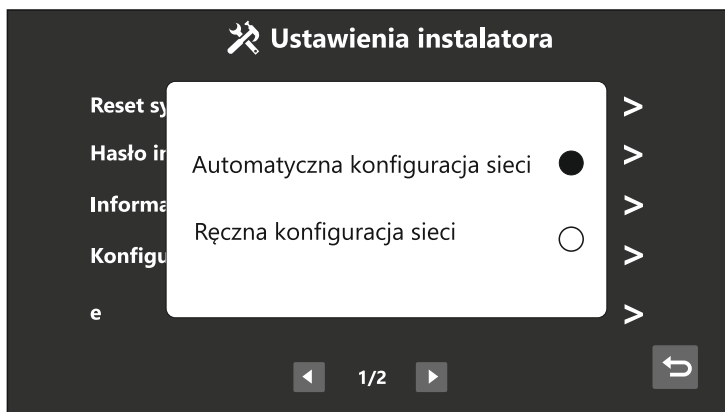 Ustawienia instalatora
Reset sy >
Hasło in >
Automatyczna konfiguracja sieci
Informa >
Ręczna konfiguracja sieci
Konfigu >
e >
1/2